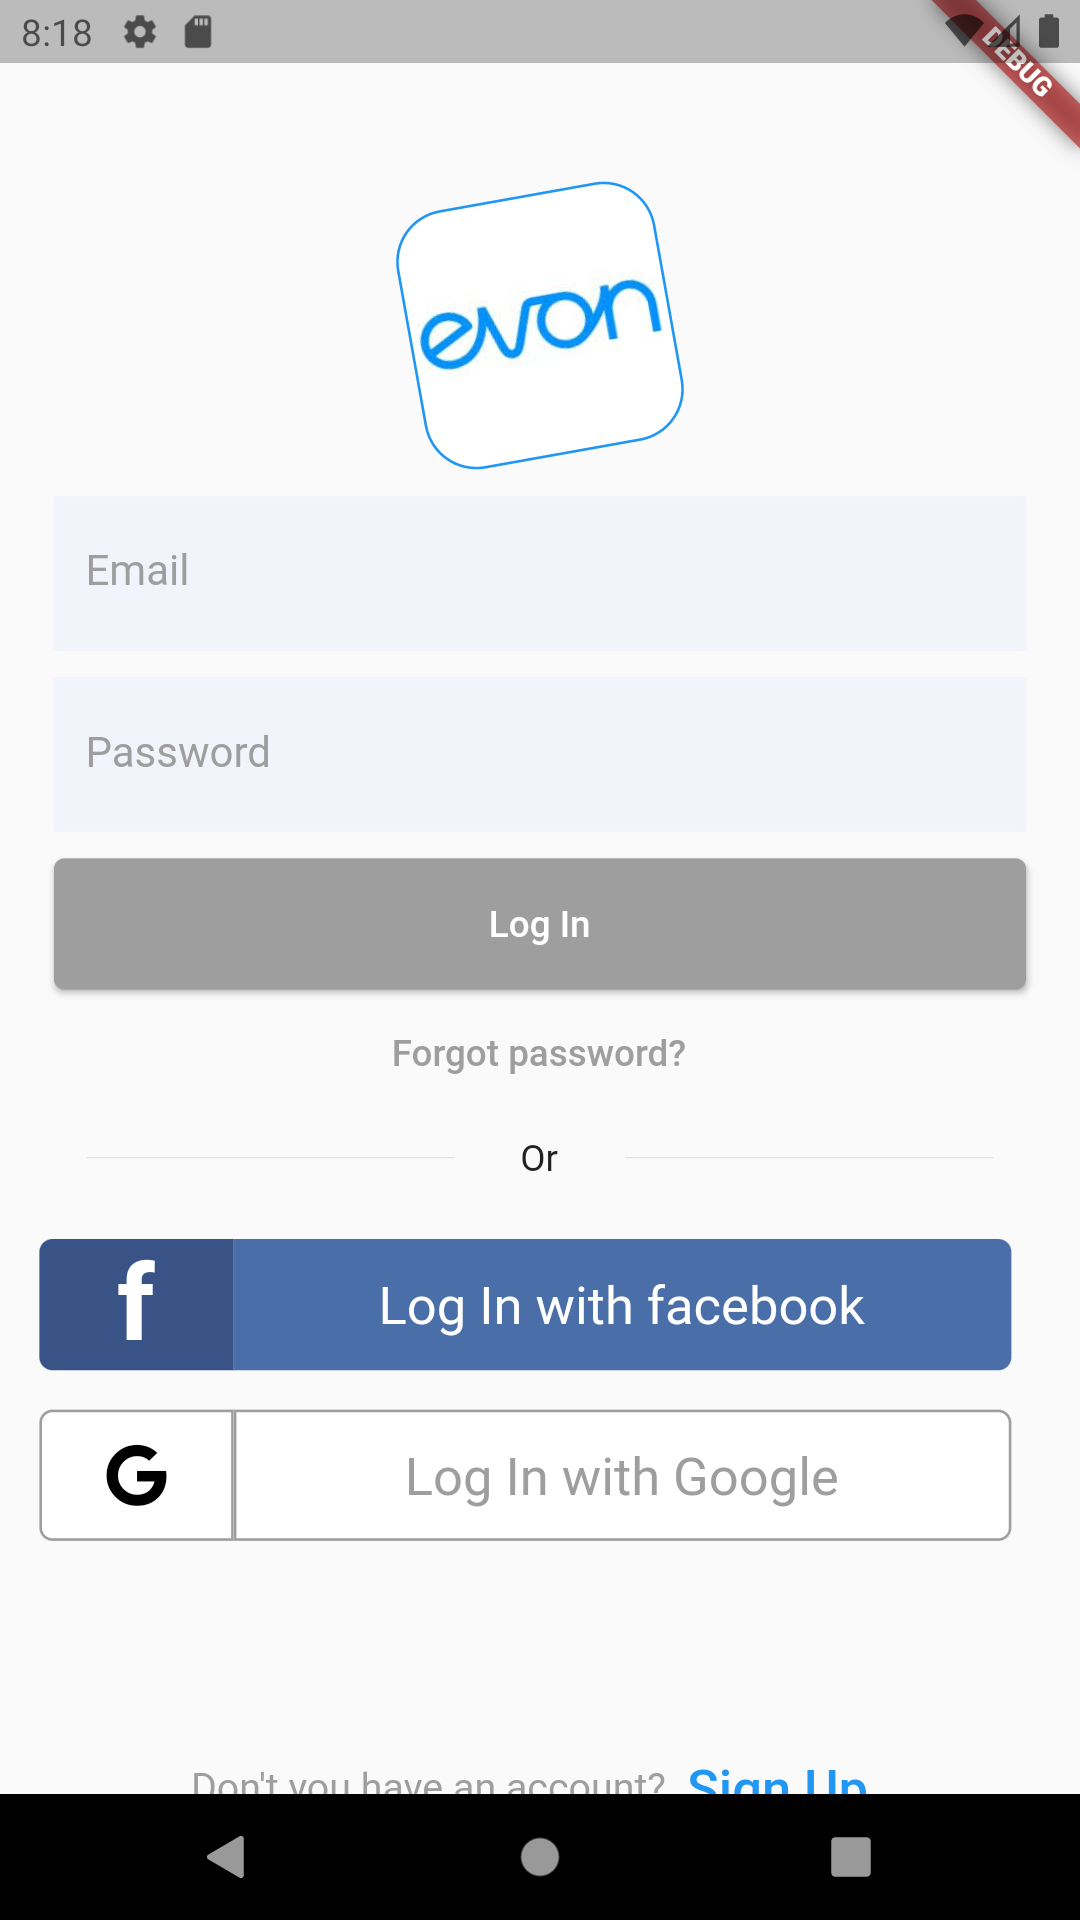 8:18
DEBUG
evon
Email
Password
Log In
Forgot password?
Or
f Log In with facebook
G Log In with Google
Don't you have an account? Sign Up